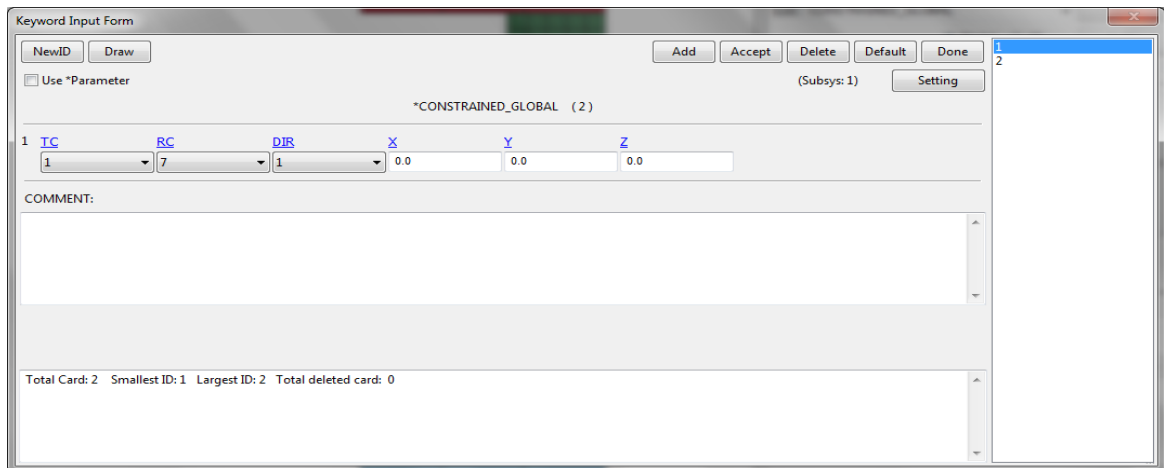 Keyword Input Form
NewID Draw Add Accept Delete Default Done
Use *Parameter (Subsys: 1) Setting
*CONSTRAINED_GLOBAL (2)
1 TC RC DIR X Y Z
1 7 1 0.0 0.0 0.0
COMMENT:
Total Card: 2 Smallest ID: 1 Largest ID: 2 Total deleted card: 0
1
2